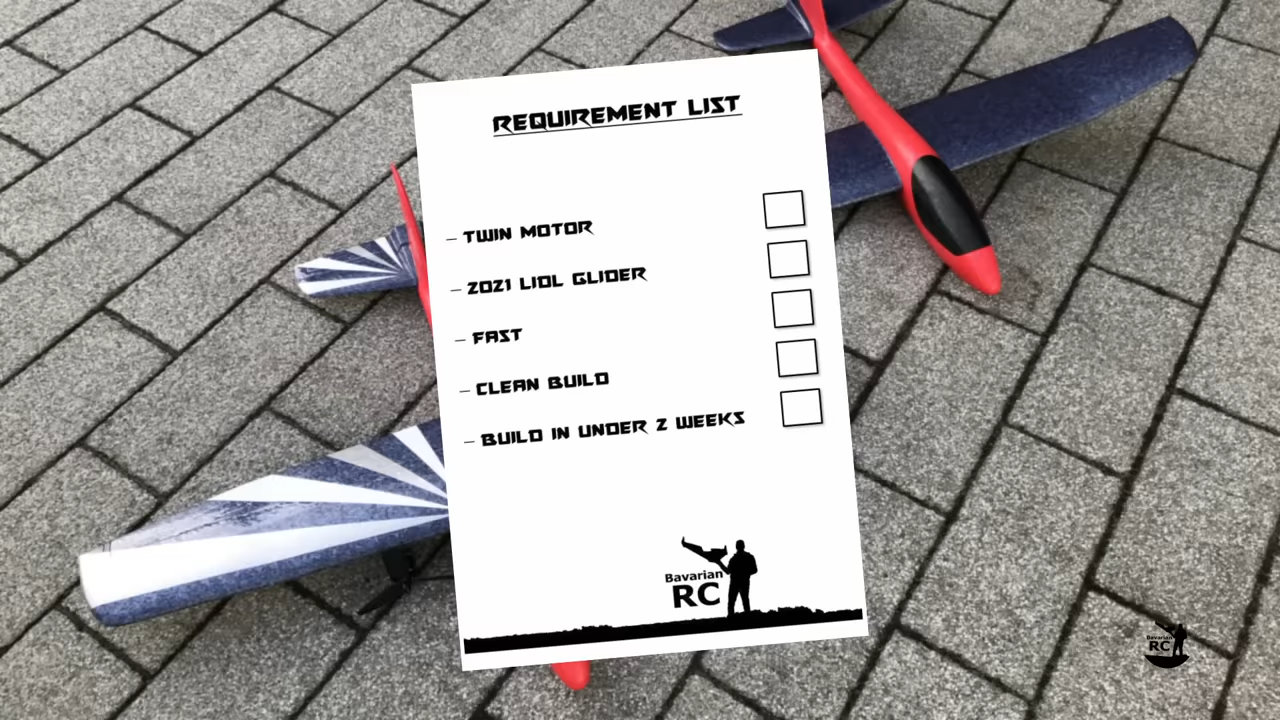 REQUIREMENT LIST
– TWIN MOTOR
– 2021 LIDL GLIDER
– FAST
– CLEAN BUILD
– BUILD IN UNDER 2 WEEKS
Bavarian
RC
Bavarian
RC